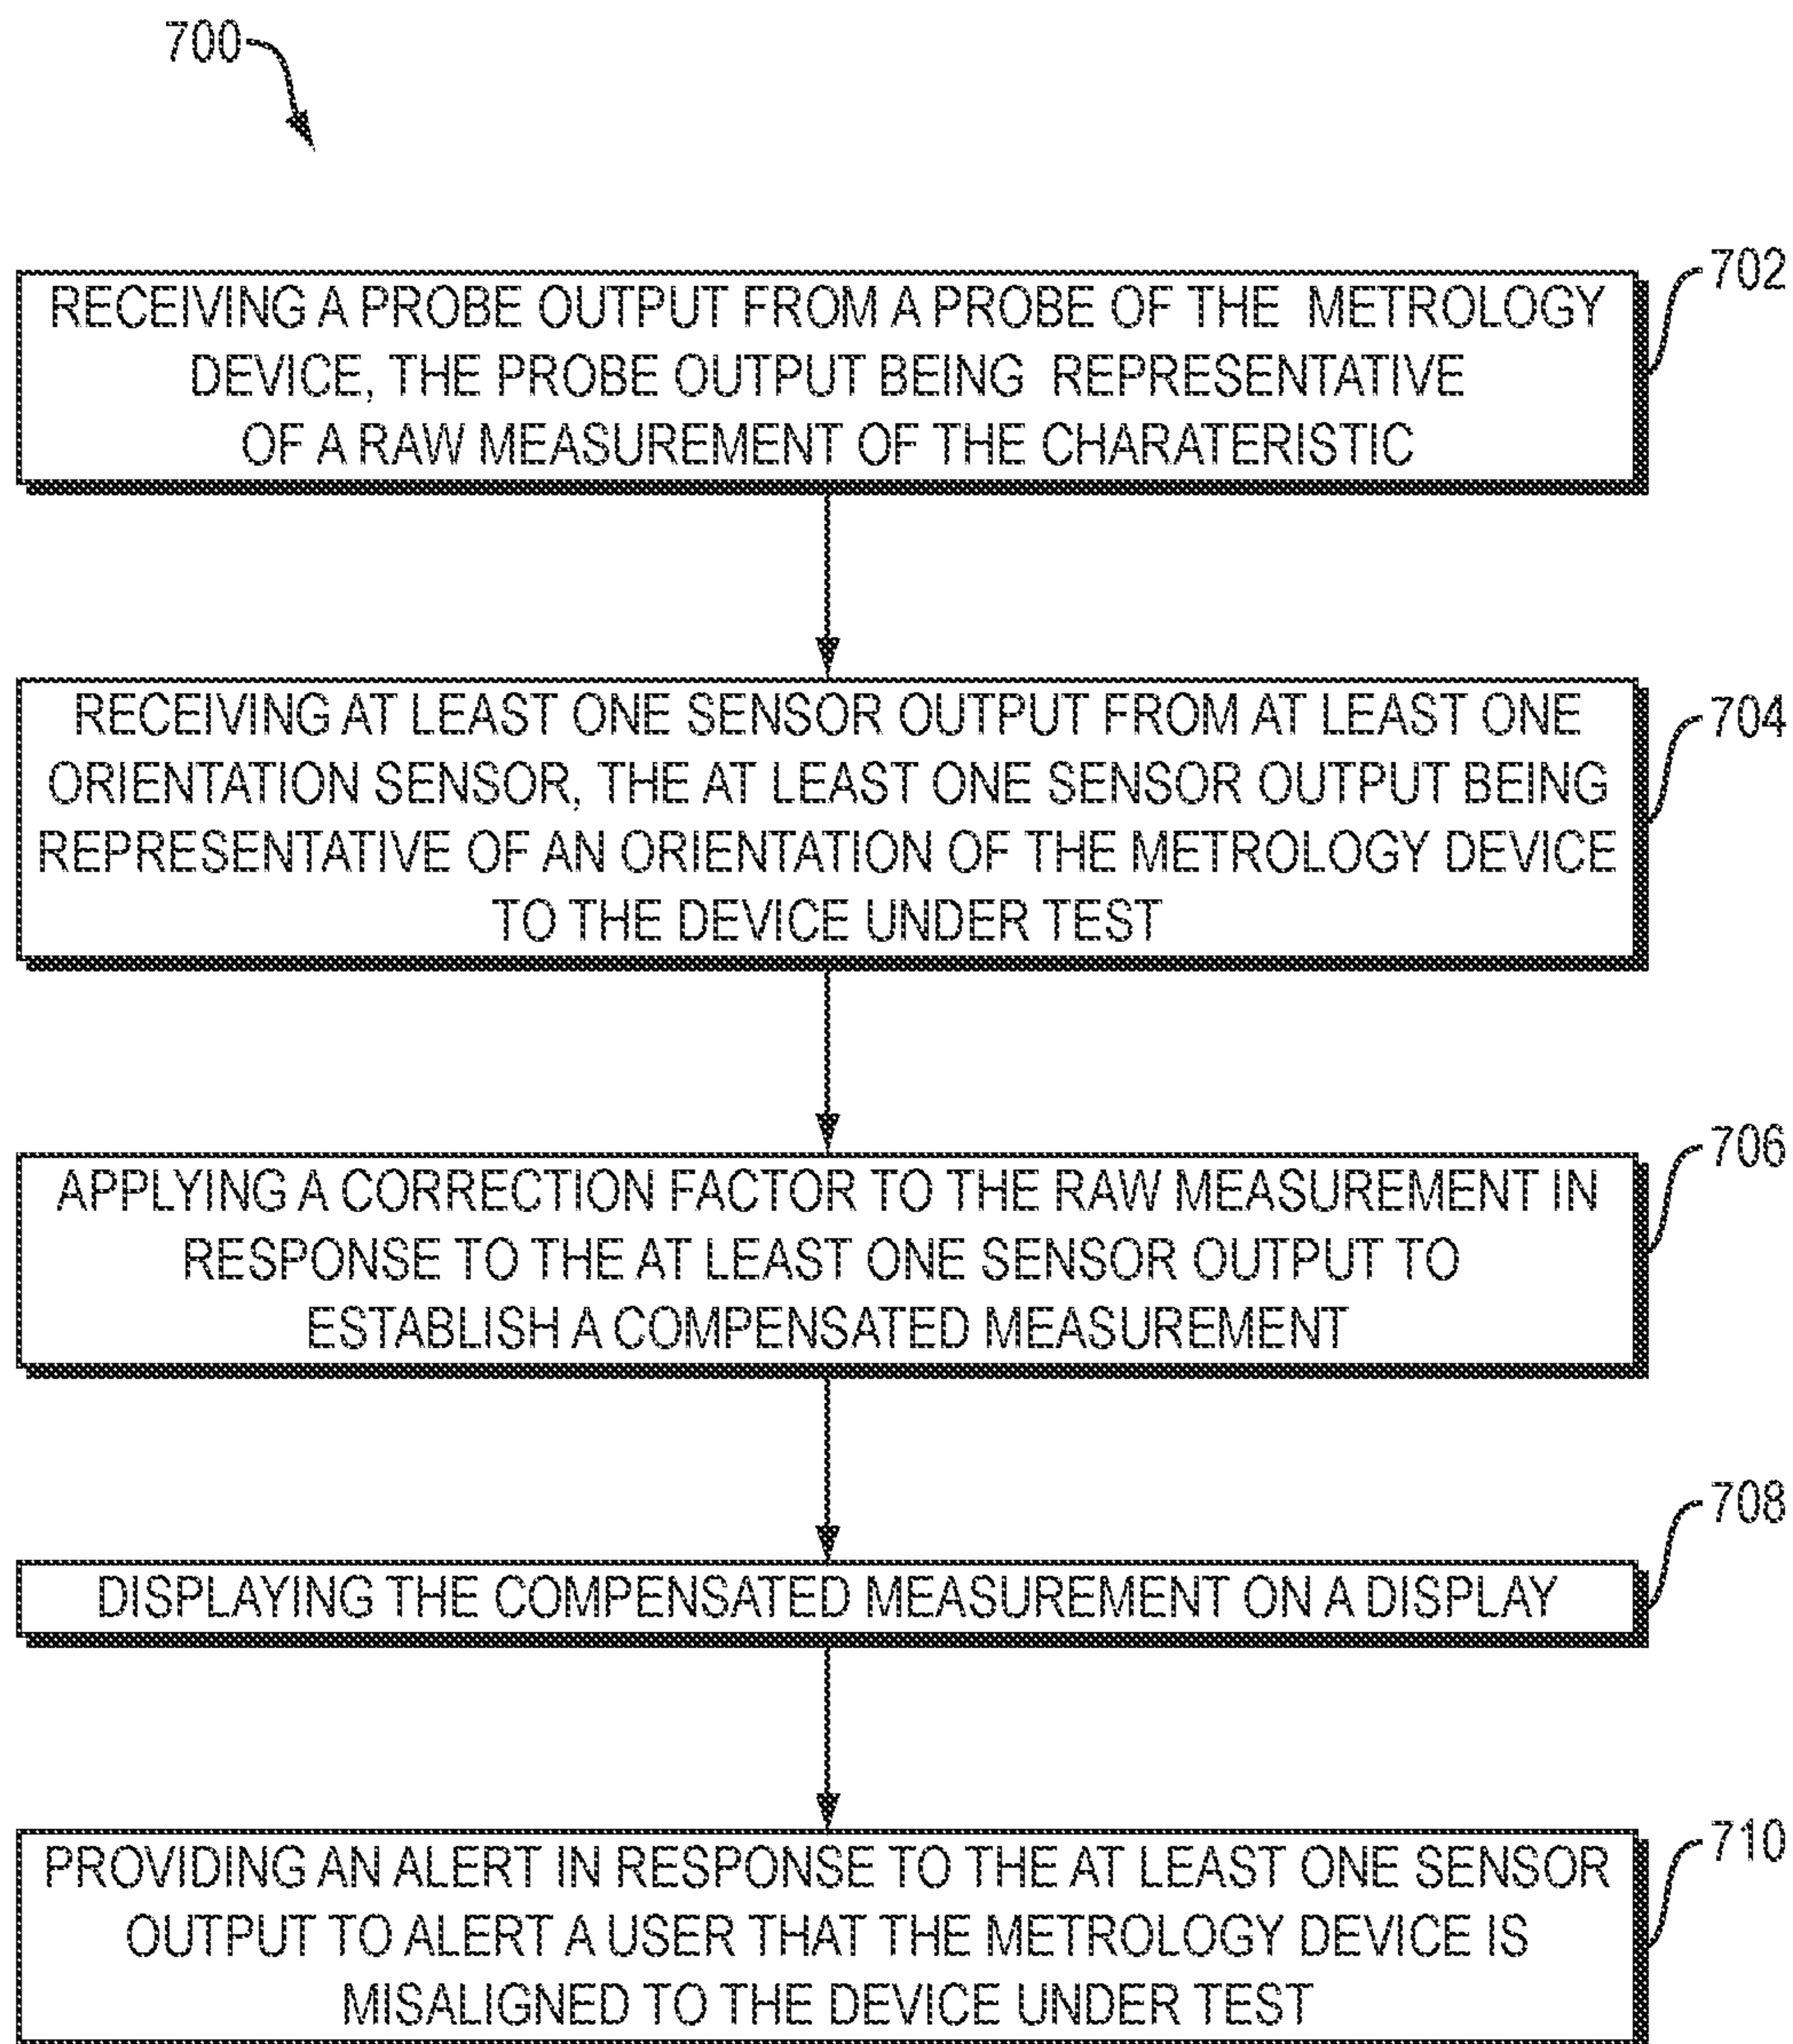 700
702
RECEIVING A PROBE OUTPUT FROM A PROBE OF THE METROLOGY
DEVICE, THE PROBE OUTPUT BEING REPRESENTATIVE
OF A RAW MEASUREMENT OF THE CHARATERISTIC
704
RECEIVING AT LEAST ONE SENSOR OUTPUT FROM AT LEAST ONE
ORIENTATION SENSOR, THE AT LEAST ONE SENSOR OUTPUT BEING
REPRESENTATIVE OF AN ORIENTATION OF THE METROLOGY DEVICE
TO THE DEVICE UNDER TEST
706
APPLYING A CORRECTION FACTOR TO THE RAW MEASUREMENT IN
RESPONSE TO THE AT LEAST ONE SENSOR OUTPUT TO
ESTABLISH A COMPENSATED MEASUREMENT
708
DISPLAYING THE COMPENSATED MEASUREMENT ON A DISPLAY
710
PROVIDING AN ALERT IN RESPONSE TO THE AT LEAST ONE SENSOR
OUTPUT TO ALERT A USER THAT THE METROLOGY DEVICE IS
MISALIGNED TO THE DEVICE UNDER TEST